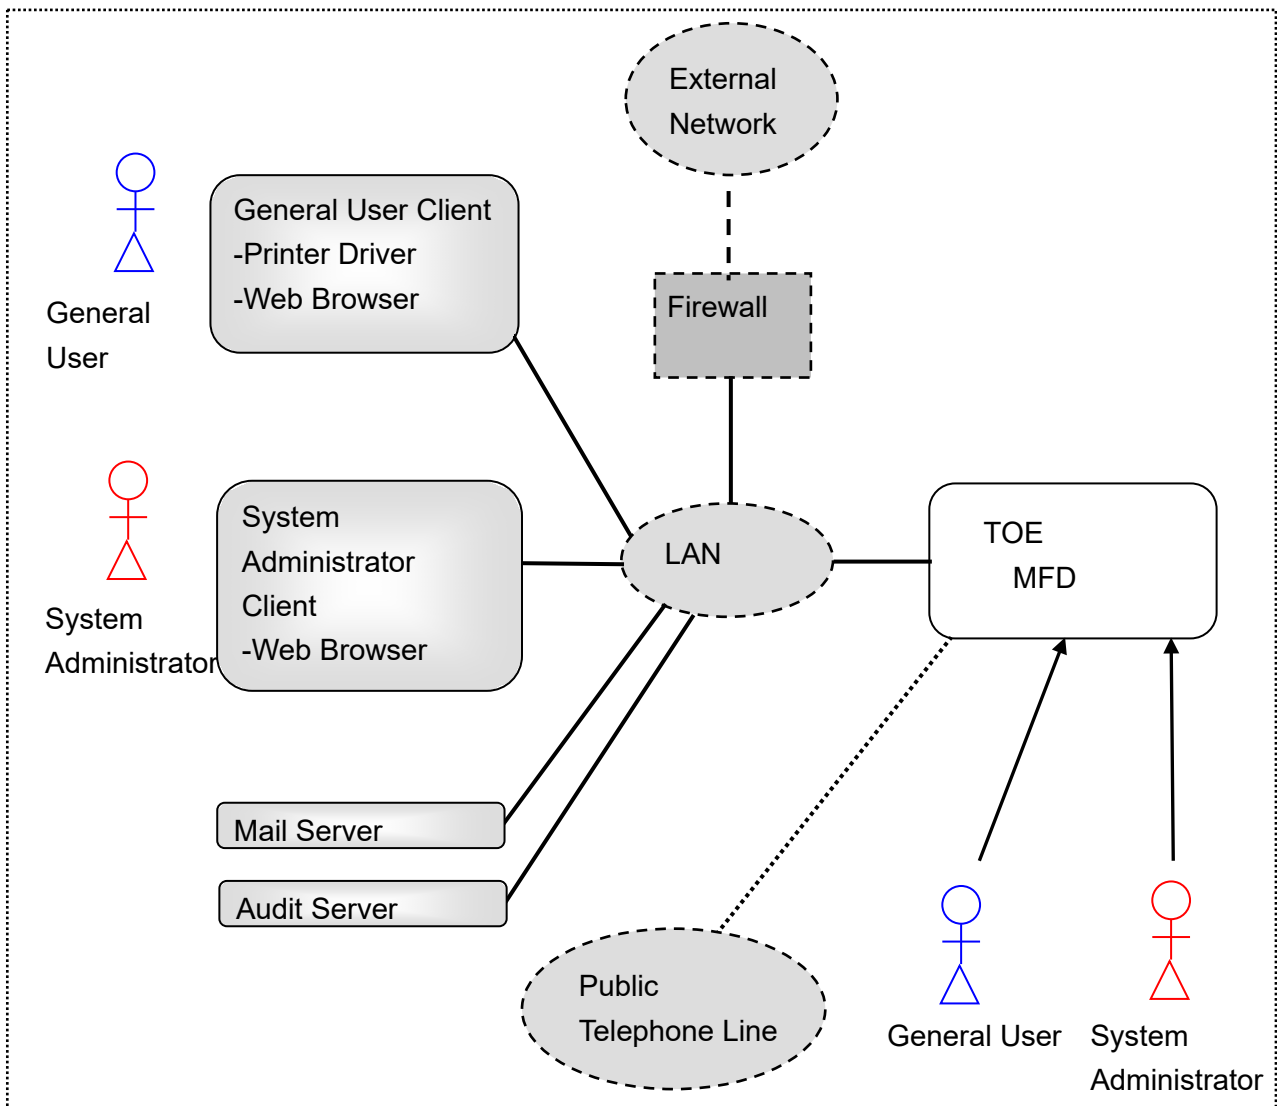 External
Network
General User Client
-Printer Driver
-Web Browser
General
User
Firewall
System
Administrator
Client
-Web Browser
System
Administrator
LAN
TOE
MFD
Mail Server
Audit Server
Public
Telephone Line
General User
System
Administrator